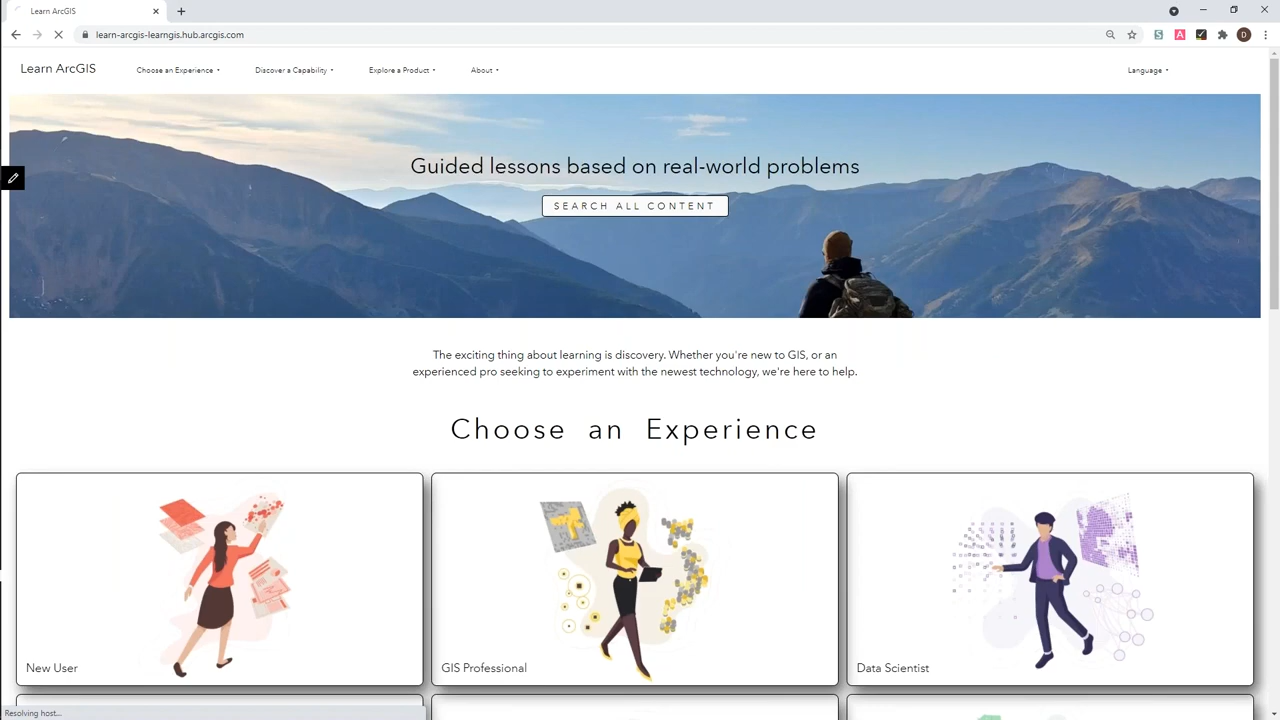 Learn ArcGIS
learn-arcgis-learngis.hub.arcgis.com
D
Learn ArcGIS
Choose an Experience
Discover a Capability
Explore a Product
About
Language
Guided lessons based on real-world problems
SEARCH ALL CONTENT
The exciting thing about learning is discovery. Whether you're new to GIS, or an
experienced pro seeking to experiment with the newest technology, we're here to help.
Choose an Experience
New User
GIS Professional
Data Scientist
Resolving host...